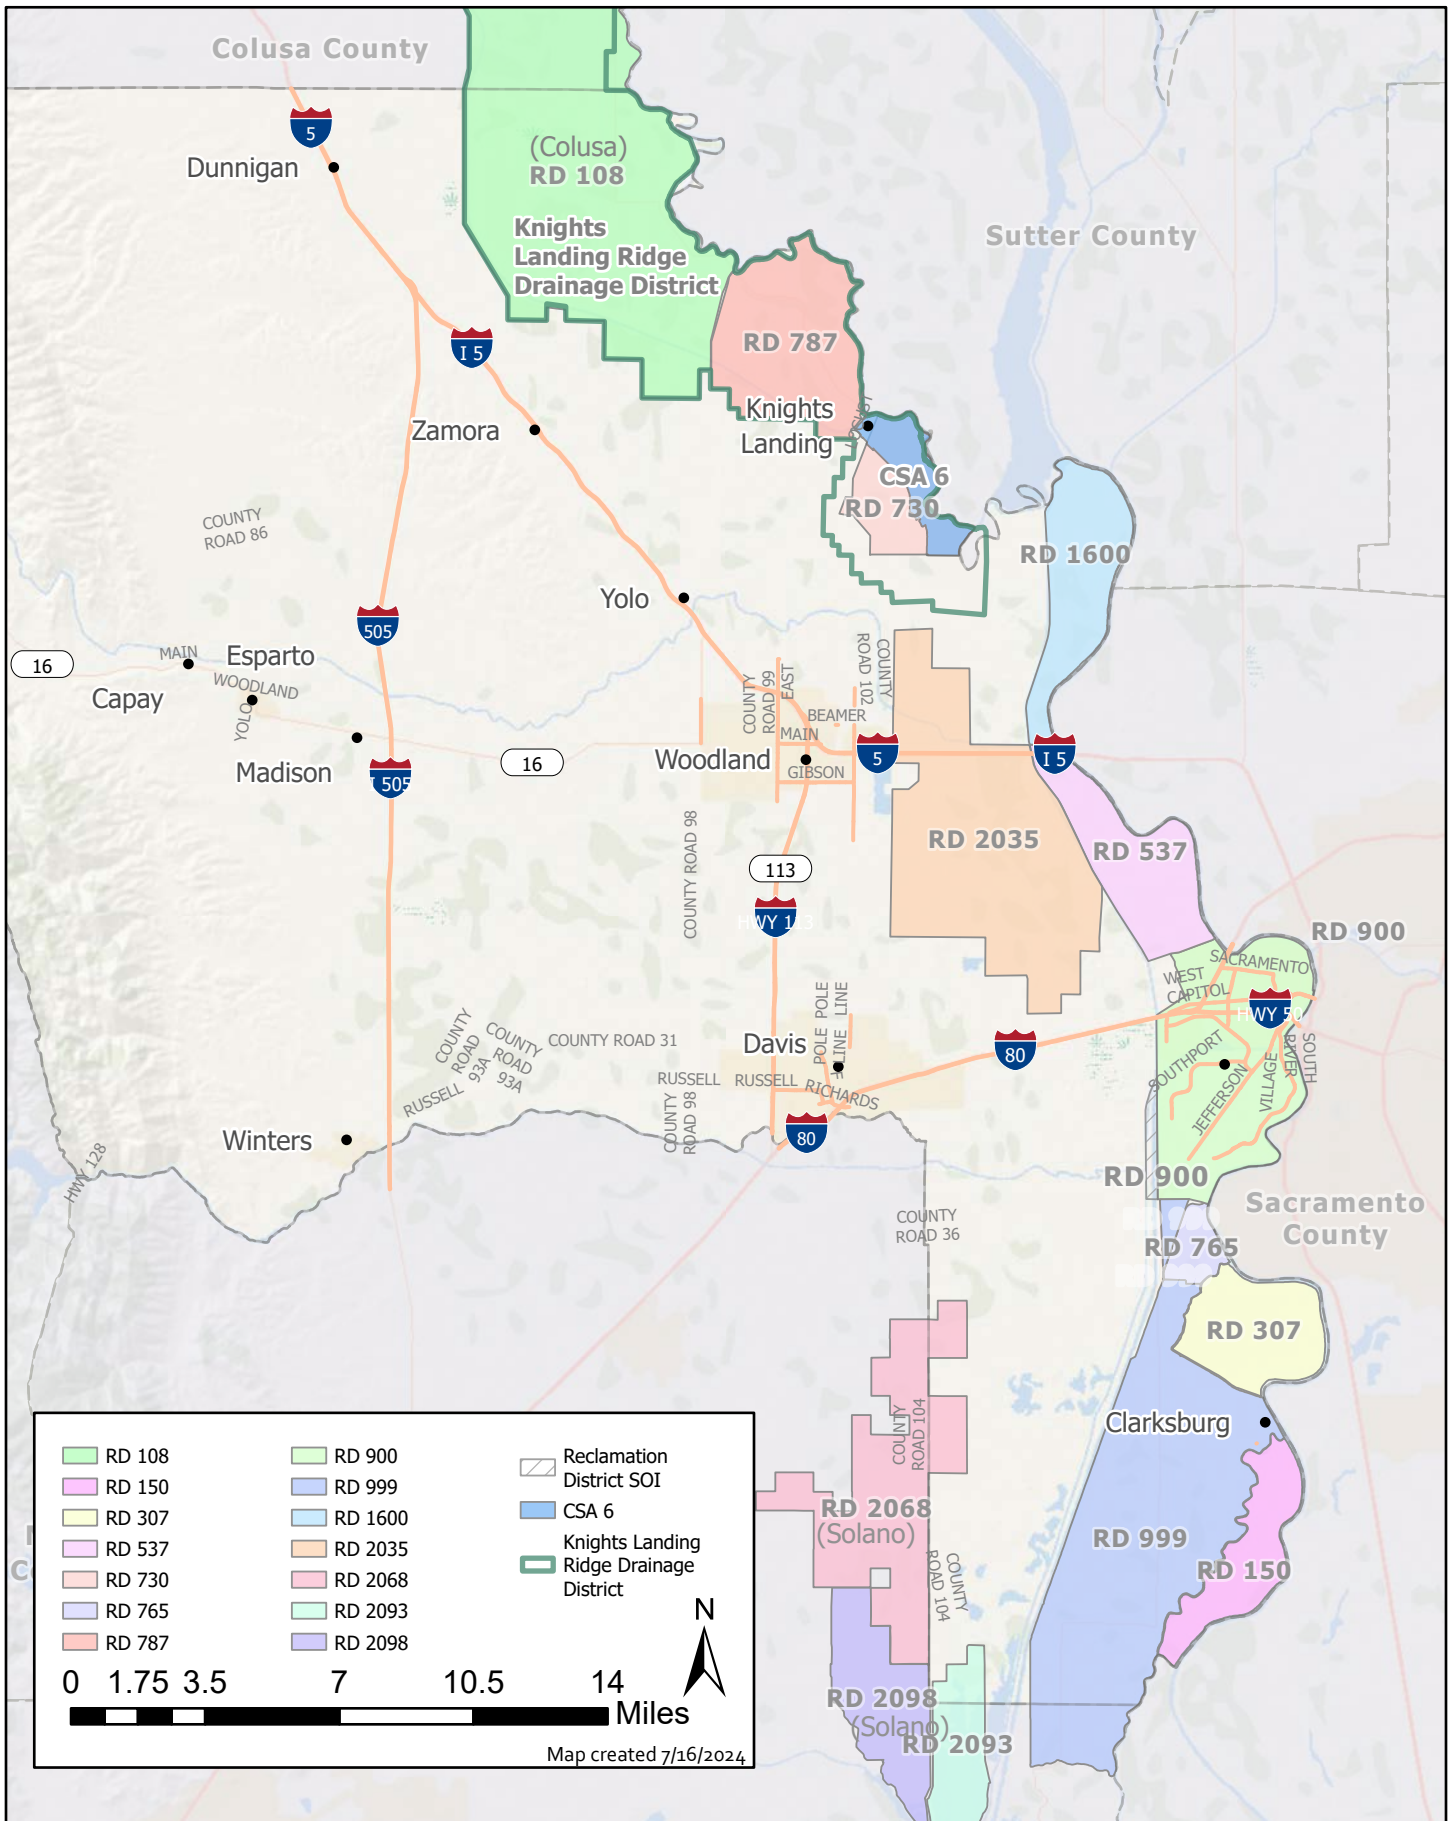 Colusa County
5
Dunnigan
(Colusa)
RD 108
Knights
Landing Ridge
Drainage District
Sutter County
I 5
RD 787
Zamora
Knights
Landing
CSA 6
RD 730
COUNTY
ROAD 86
RD 1600
Yolo
505
16
MAIN
Esparto
Capay
WOODLAND
YOLO
Madison
I 505
16
COUNTY
ROAD 99
EAST
COUNTY
ROAD 102
BEAMER
MAIN
Woodland
GIBSON
5
I 5
COUNTY ROAD 98
RD 2035
RD 537
113
HWY 113
RD 900
SACRAMENTO
WEST
CAPITOL
HWY 50
POLE POLE
LINE LINE
COUNTY
ROAD
93A
COUNTY
ROAD
93A
COUNTY ROAD 31
Davis
80
SOUTHPORT
SOUTH
RIVER
VILLAGE
JEFFERSON
RUSSELL
RUSSELL
RUSSELL
RICHARDS
COUNTY
ROAD 98
80
Winters
HWY 128
RD 900
Sacramento
County
COUNTY
ROAD 36
RD 765
RD 307
COUNTY
ROAD 104
Clarksburg
RD 2068
(Solano)
RD 999
COUNTY
ROAD 104
RD 150
RD 2098
(Solano)
RD 2093
RD 108
RD 150
RD 307
RD 537
RD 730
RD 765
RD 787
RD 900
RD 999
RD 1600
RD 2035
RD 2068
RD 2093
RD 2098
Reclamation
District SOI
CSA 6
Knights Landing
Ridge Drainage
District
N
0 1.75 3.5 7 10.5 14
Miles
Map created 7/16/2024